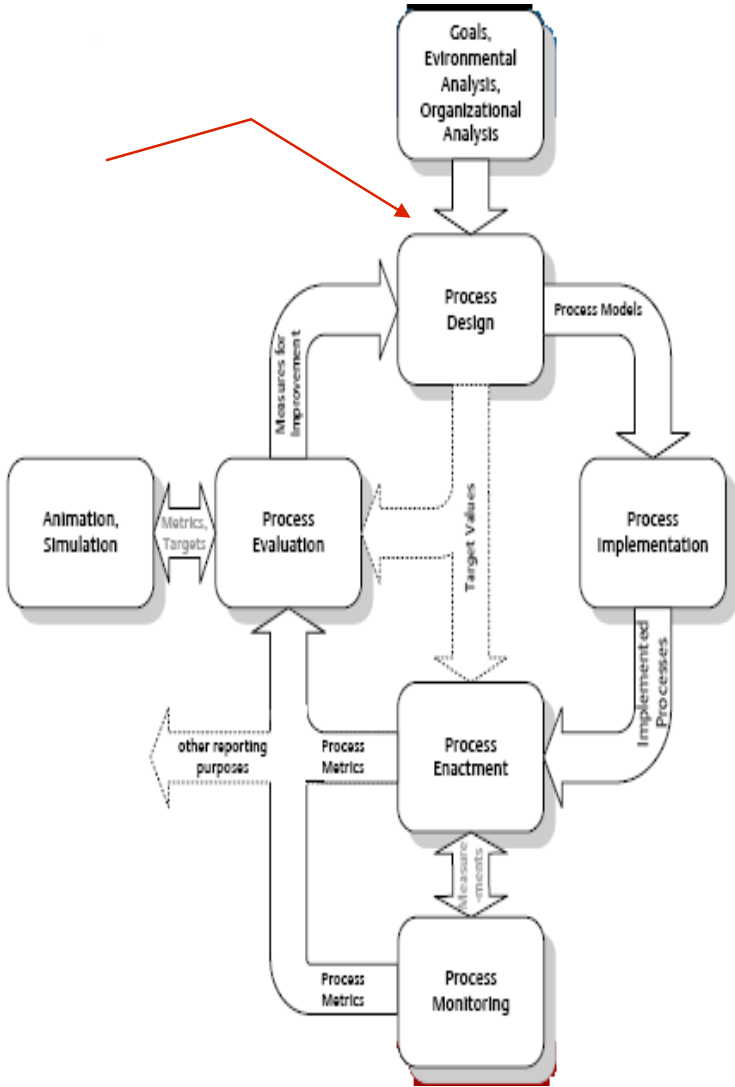 Goals,
Evironmental
Analysis,
Organizational
Analysis
Process
Design
Process Models
Measures for
Improvement
Animation,
Simulation
Metrics,
Targets
Process
Evaluation
Target Values
Process
Implementation
Implemented
Processes
other reporting
purposes
Process
Metrics
Process
Enactment
Measure
-ments
Process
Metrics
Process
Monitoring